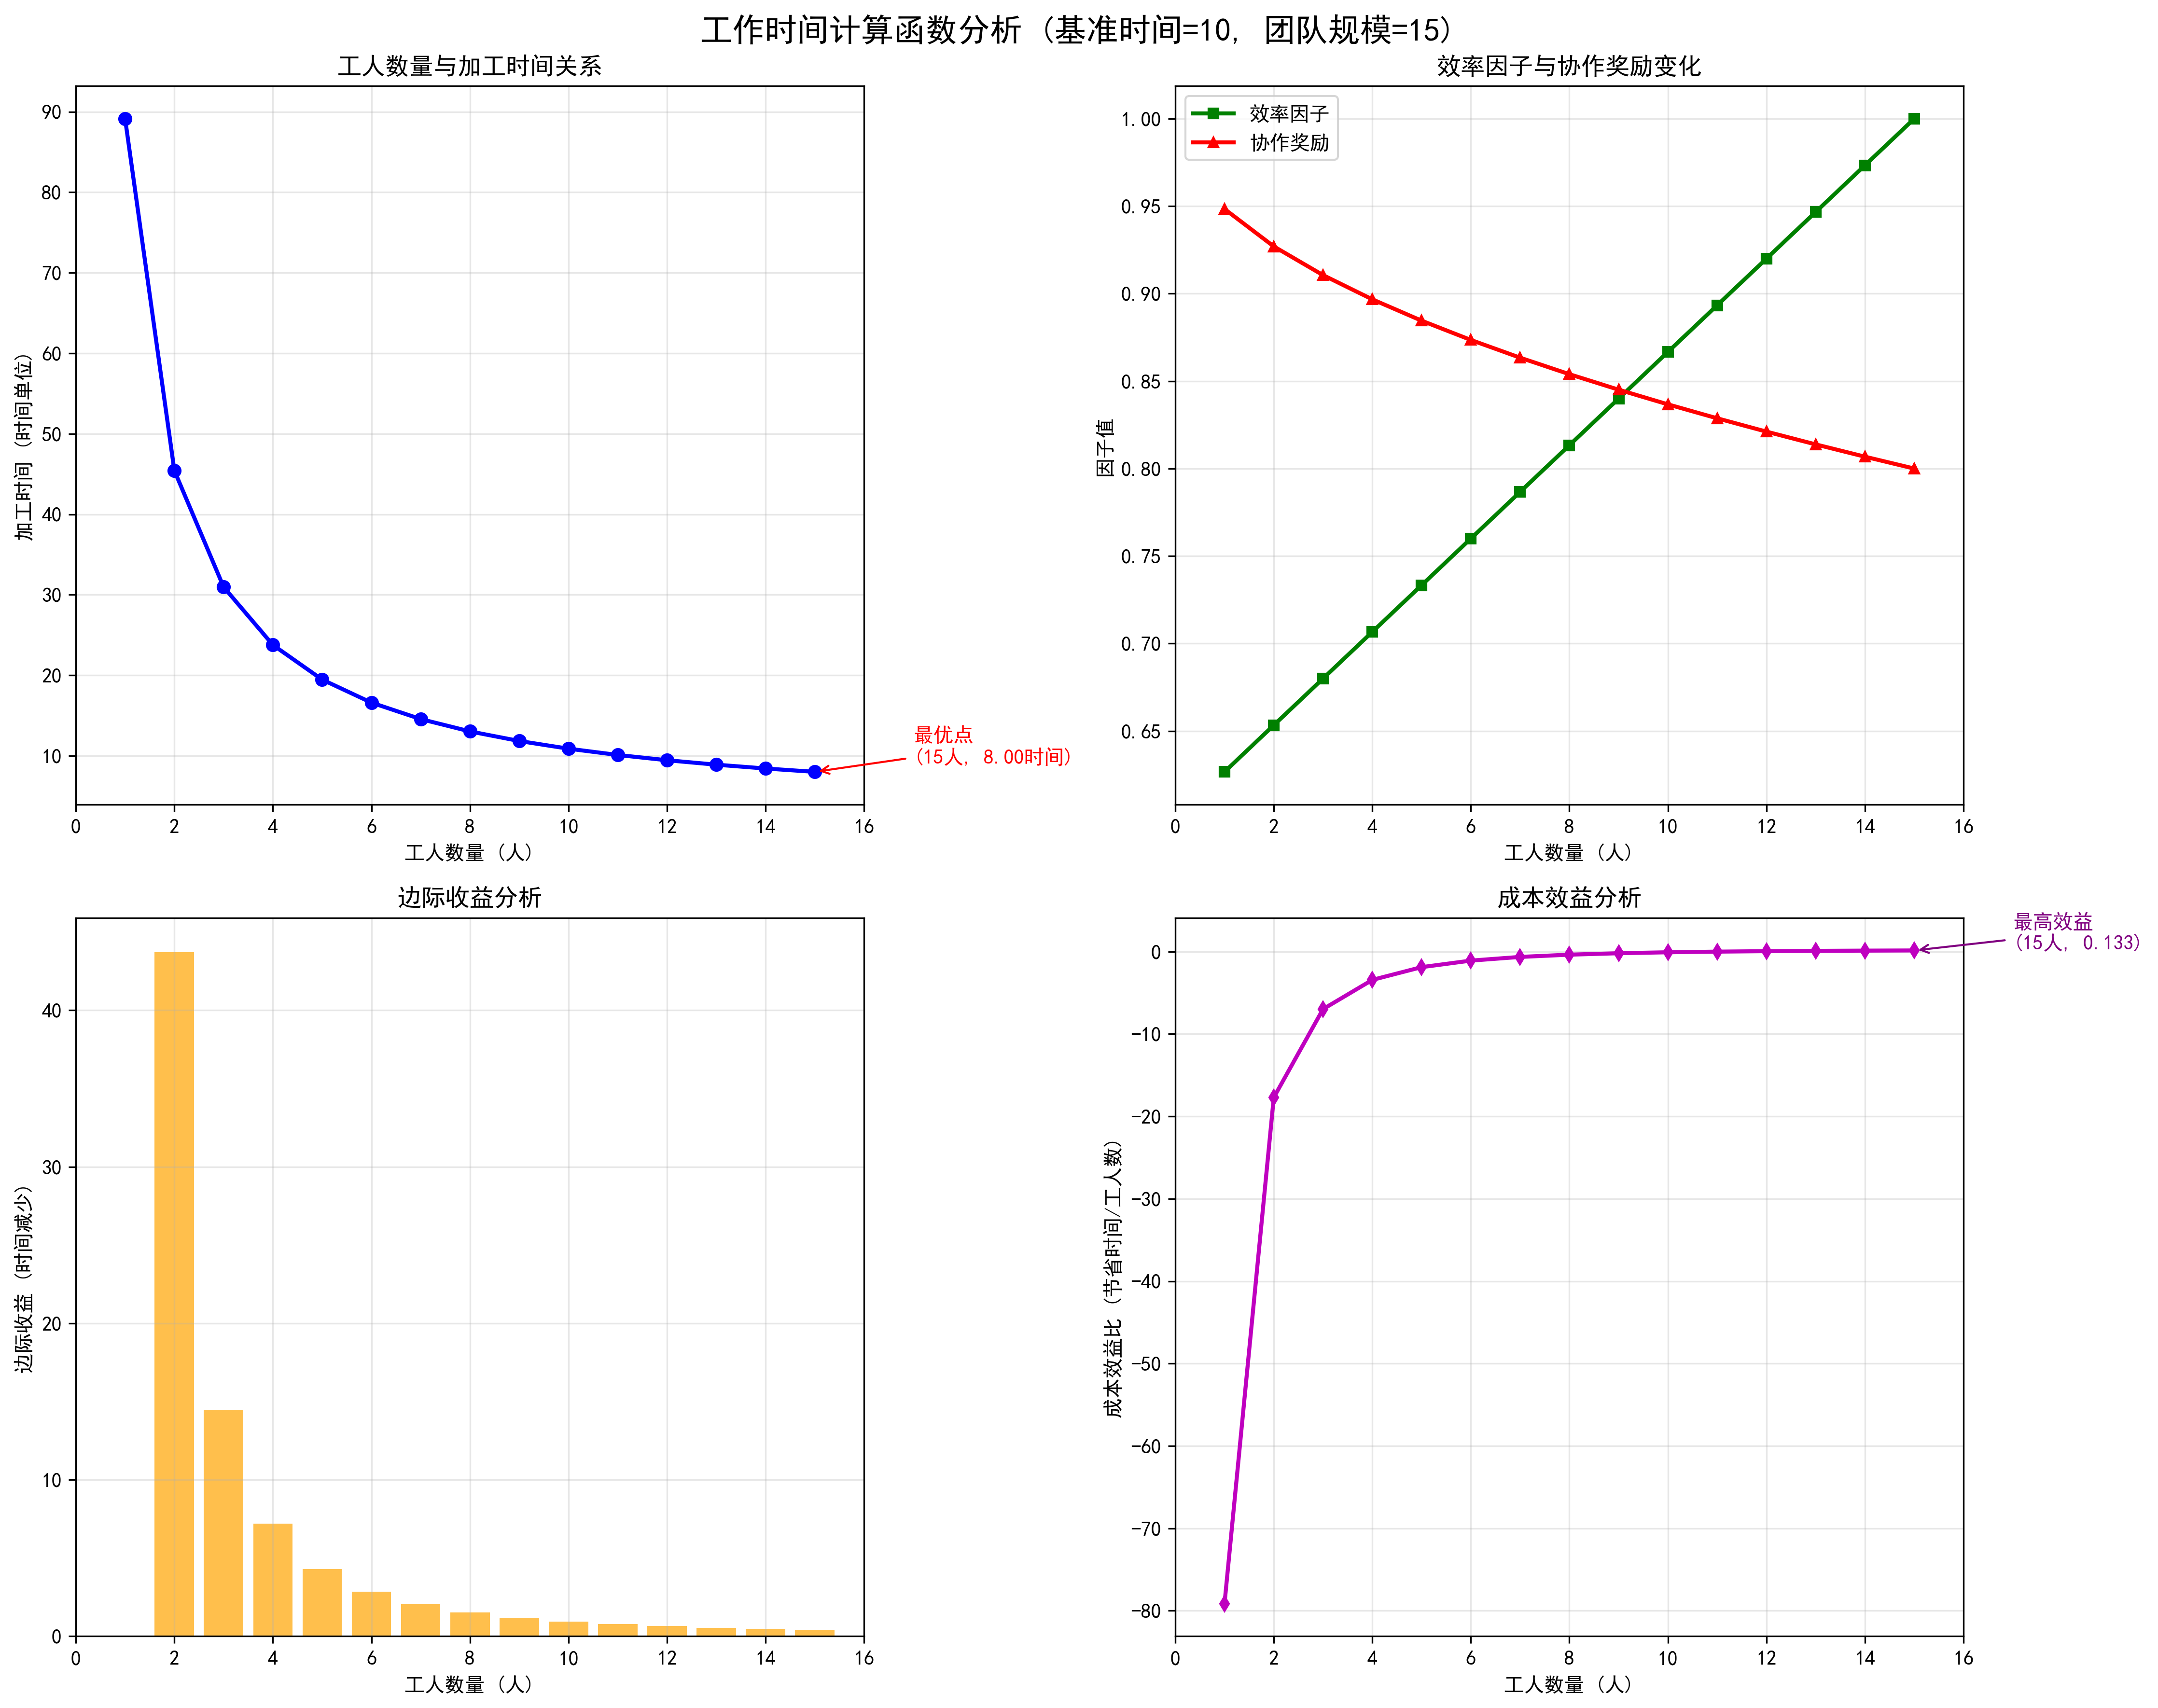 工作时间计算函数分析 (基准时间=10, 团队规模=15)
工人数量与加工时间关系
90
80
70
60
50
40
30
20
10
加工时间 (时间单位)
最优点
(15人, 8.00时间)
0 2 4 6 8 10 12 14 16
工人数量 (人)
效率因子与协作奖励变化
效率因子
协作奖励
1.00
0.95
0.90
0.85
0.80
0.75
0.70
0.65
因子值
0 2 4 6 8 10 12 14 16
工人数量 (人)
边际收益分析
40
30
20
10
0
边际收益 (时间减少)
0 2 4 6 8 10 12 14 16
工人数量 (人)
成本效益分析
最高效益
(15人, 0.133)
0
−10
−20
−30
−40
−50
−60
−70
−80
成本效益比 (节省时间/工人数)
0 2 4 6 8 10 12 14 16
工人数量 (人)